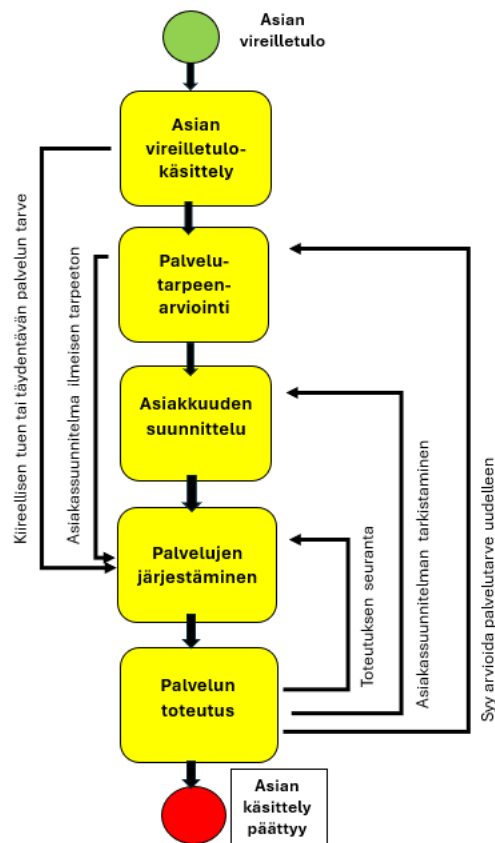 Asian
vireilletulo
Asian
vireilletulo-
käsittely
Kiireellisen tuen tai täydentävän palvelun tarve
Asiakassuunnitelma ilmeisen tarpeeton
Palvelu-
tarpeen-
arviointi
Asiakkuuden
suunnittelu
Palvelujen
järjestäminen
Toteutuksen seuranta
Asiakassuunnitelman tarkistaminen
Syy arvioida palvelutarve uudelleen
Palvelun
toteutus
Asian
käsittely
päättyy